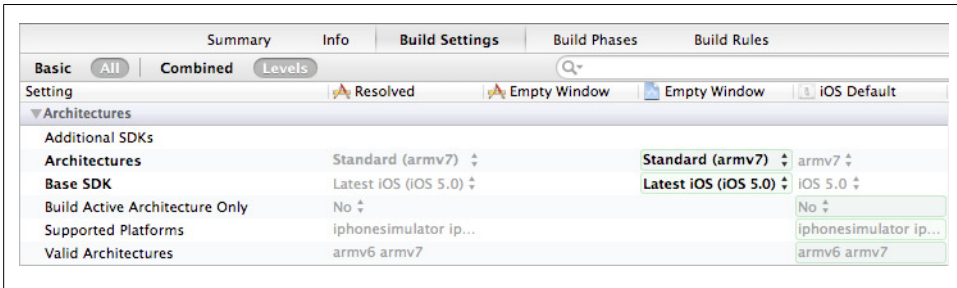 Summary Info Build Settings Build Phases Build Rules
Basic All Combined Levels
Setting Resolved Empty Window Empty Window iOS Default
Architectures
Additional SDKs
Architectures Standard (armv7) Standard (armv7) armv7
Base SDK Latest iOS (iOS 5.0) Latest iOS (iOS 5.0) iOS 5.0
Build Active Architecture Only No No
Supported Platforms iphonesimulator ip... iphonesimulator ip...
Valid Architectures armv6 armv7 armv6 armv7